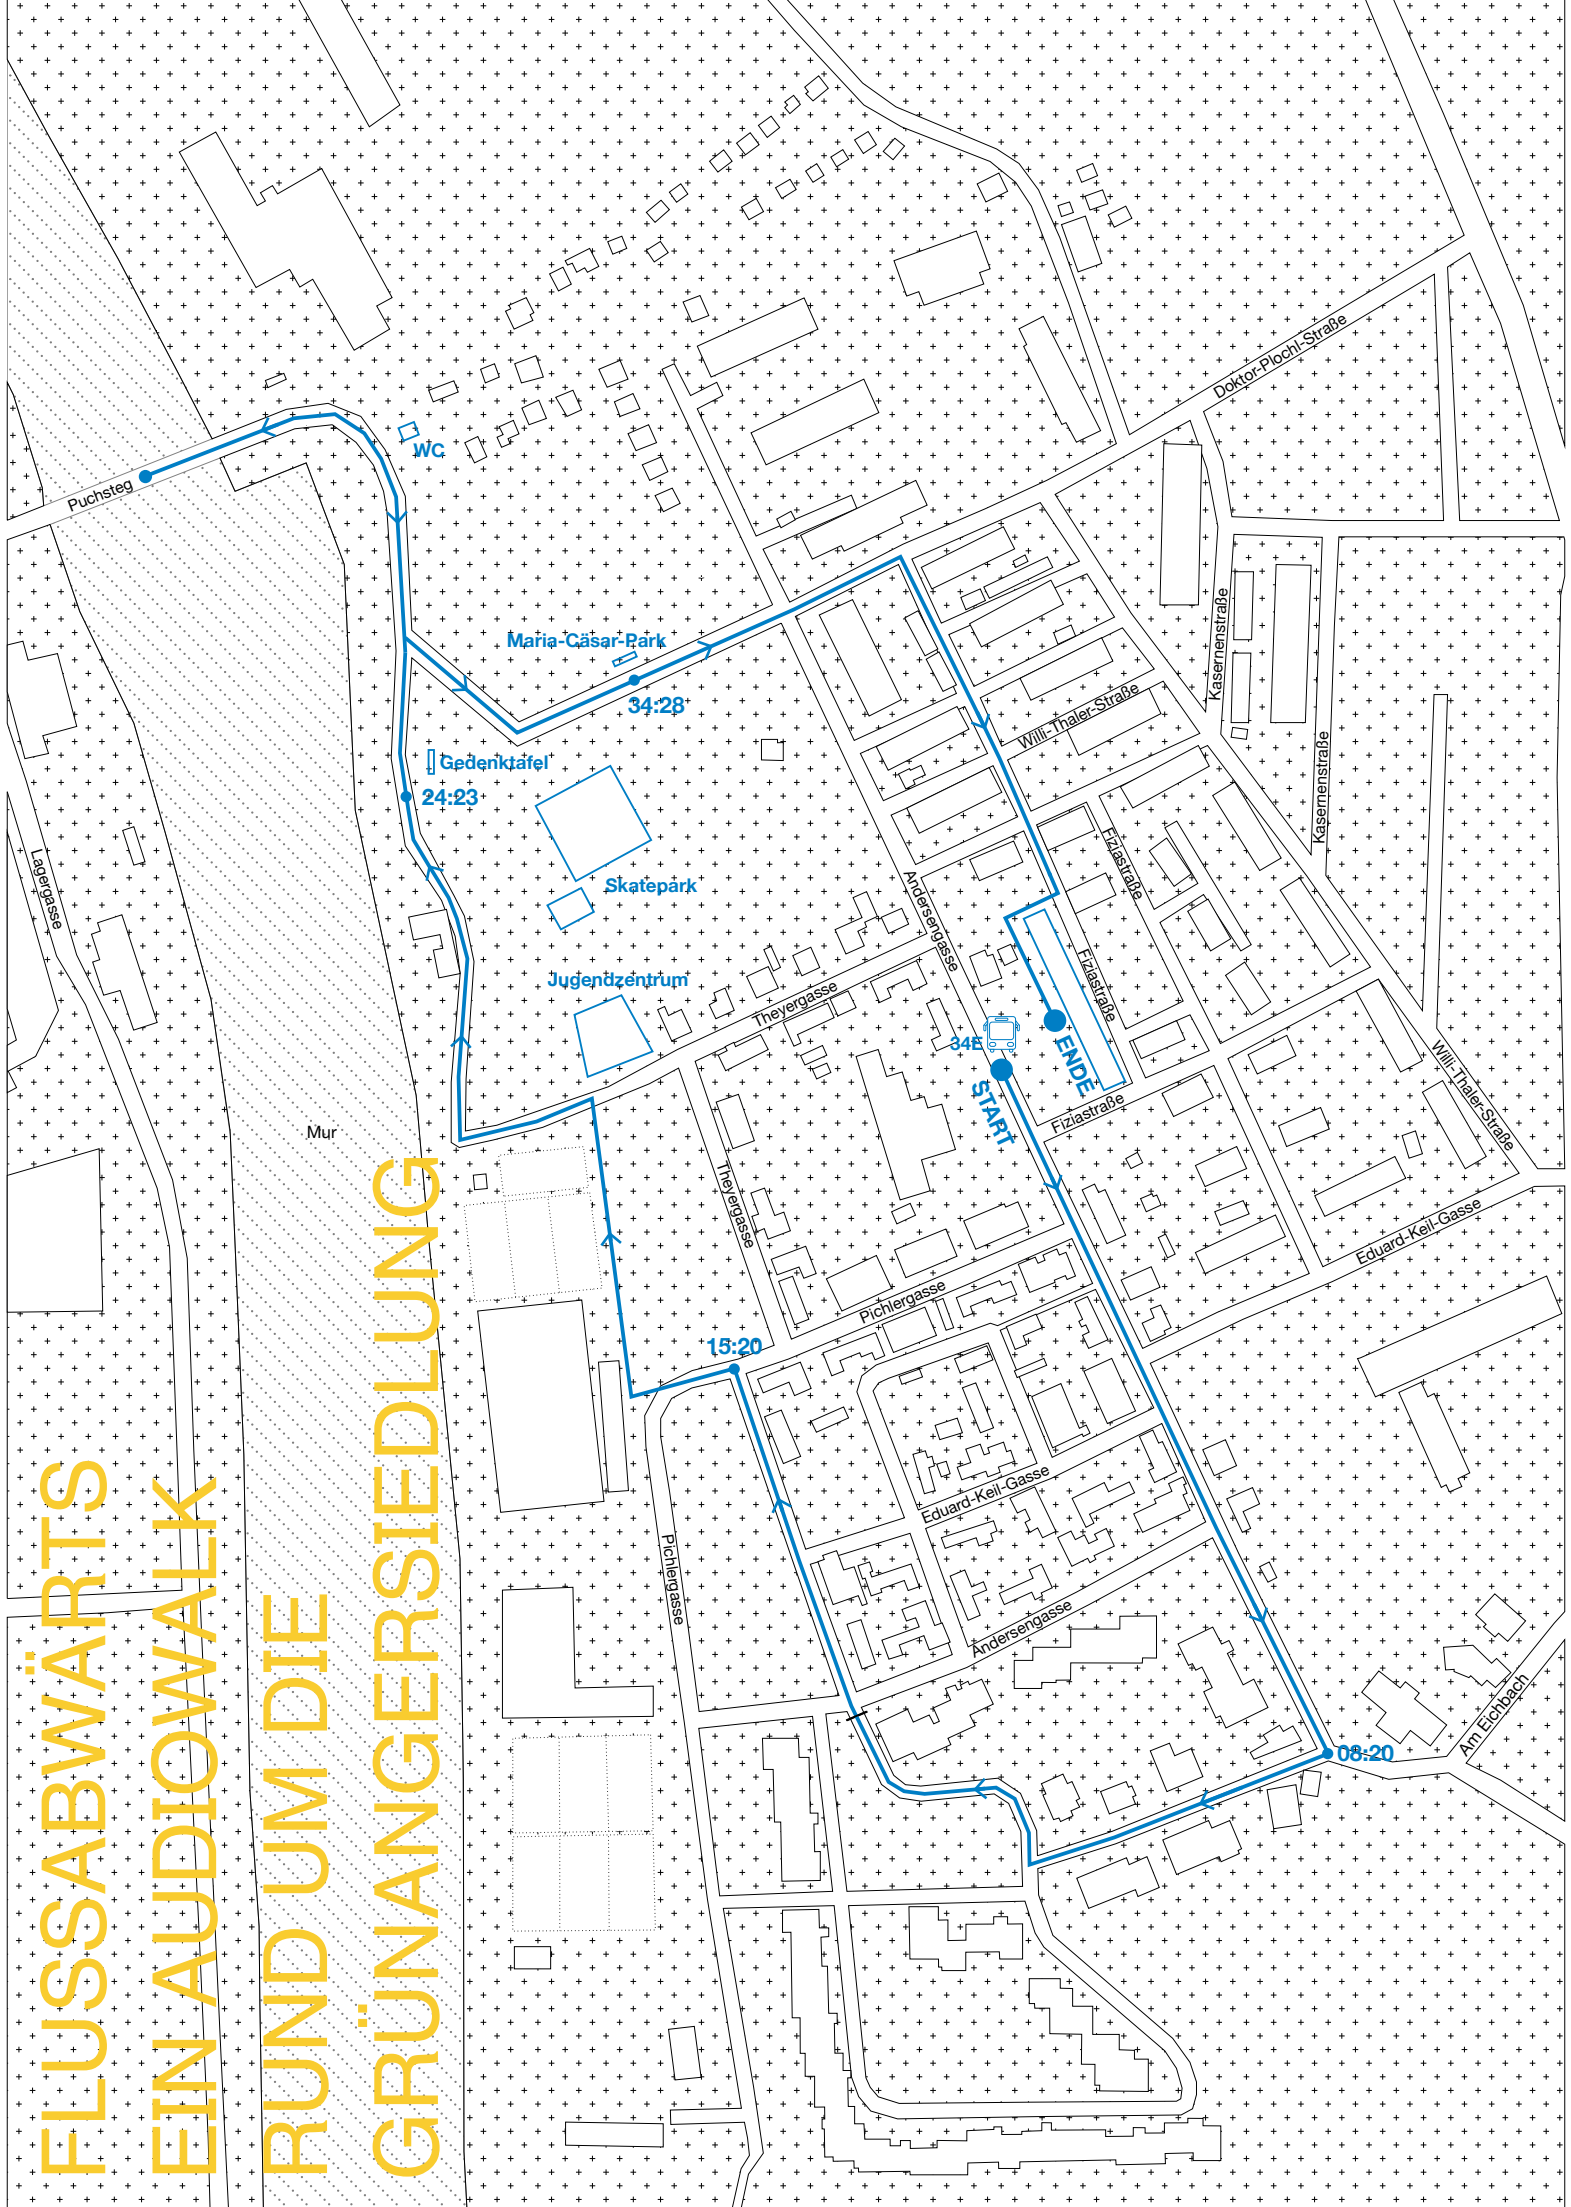 Doktor-Plochl-Straße
WC
Puchsteg
Kasernenstraße
Maria-Cäsar-Park
34:28
Willi-Thaler-Straße
Gedenktafel
24:23
Kasernenstraße
Fiziastraße
Skatepark
Lagergasse
Andersengasse
Jugendzentrum
Theyergasse
Fiziastraße
34E
ENDE
START
Fiziastraße
Willi-Thaler-Straße
Mur
Theyergasse
Eduard-Keil-Gasse
Pichlergasse
15:20
Eduard-Keil-Gasse
Pichlergasse
Andersengasse
Am Eichbach
08:20
FLUSSABWÄRTS
EIN AUDIOWALK
RUND UM DIE
GRÜNANGERSIEDLUNG